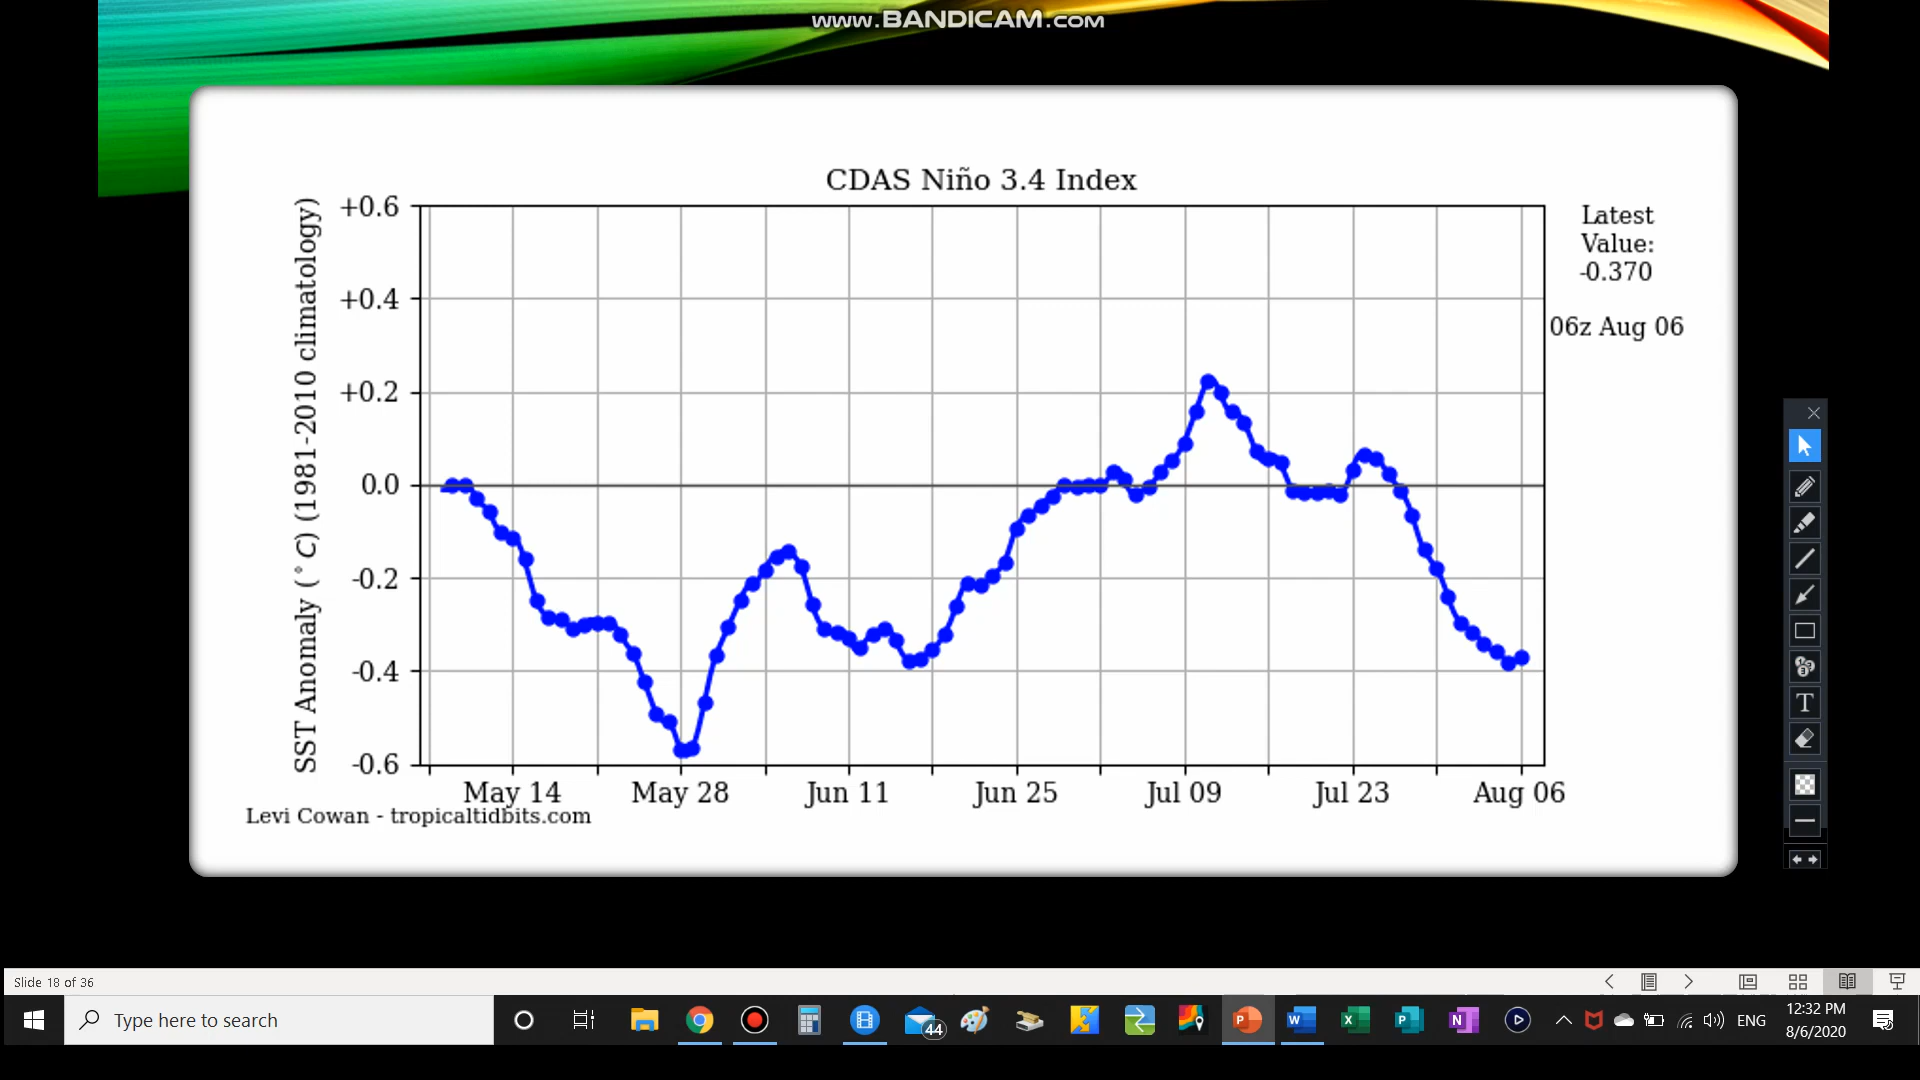 www.BANDICAM.com
CDAS Niño 3.4 Index
SST Anomaly (°C) (1981-2010 climatology)
+0.6
+0.4
+0.2
0.0
-0.2
-0.4
-0.6
May 14
May 28
Jun 11
Jun 25
Jul 09
Jul 23
Aug 06
Latest
Value:
-0.370
06z Aug 06
Levi Cowan - tropicaltidbits.com
T
Slide 18 of 36
Type here to search
44
P
W
X
P
N
ENG
12:32 PM
8/6/2020